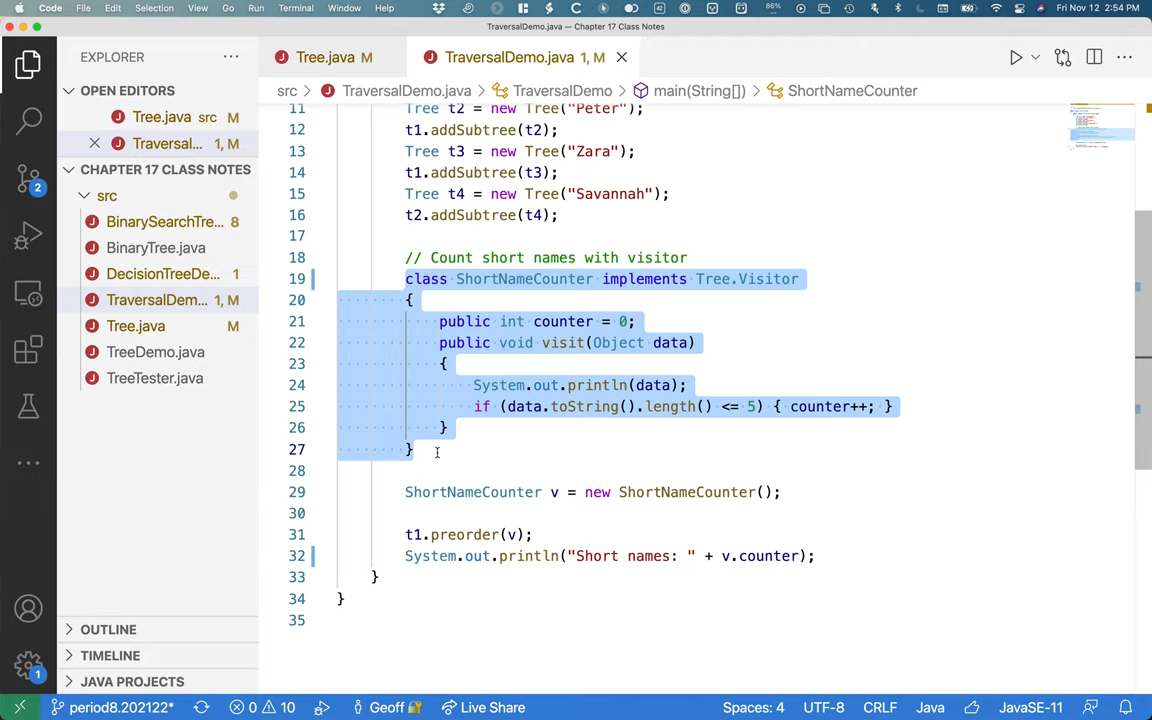 Code File Edit Selection View Go Run Terminal Window Help 42 86% Fri Nov 12 2:54 PM
TraversalDemo.java — Chapter 17 Class Notes
EXPLORER ···
Tree.java M
TraversalDemo.java 1, M
OPEN EDITORS
Tree.java src M
Traversal... 1, M
CHAPTER 17 CLASS NOTES
src
BinarySearchTre... 8
BinaryTree.java
DecisionTreeDe... 1
TraversalDem... 1, M
Tree.java M
TreeDemo.java
TreeTester.java
OUTLINE
TIMELINE
JAVA PROJECTS
2
1
src > TraversalDemo.java > TraversalDemo > main(String[]) > ShortNameCounter
11 Tree t2 = new Tree("Peter");
12 t1.addSubtree(t2);
13 Tree t3 = new Tree("Zara");
14 t1.addSubtree(t3);
15 Tree t4 = new Tree("Savannah");
16 t2.addSubtree(t4);
17
18 // Count short names with visitor
19 class ShortNameCounter implements Tree.Visitor
20 {
21 public int counter = 0;
22 public void visit(Object data)
23 {
24 System.out.println(data);
25 if (data.toString().length() <= 5) { counter++; }
26 }
27 }
28
29 ShortNameCounter v = new ShortNameCounter();
30
31 t1.preorder(v);
32 System.out.println("Short names: " + v.counter);
33 }
34 }
35
period8.202122* 0 10 Geoff Live Share Spaces: 4 UTF-8 CRLF Java JavaSE-11